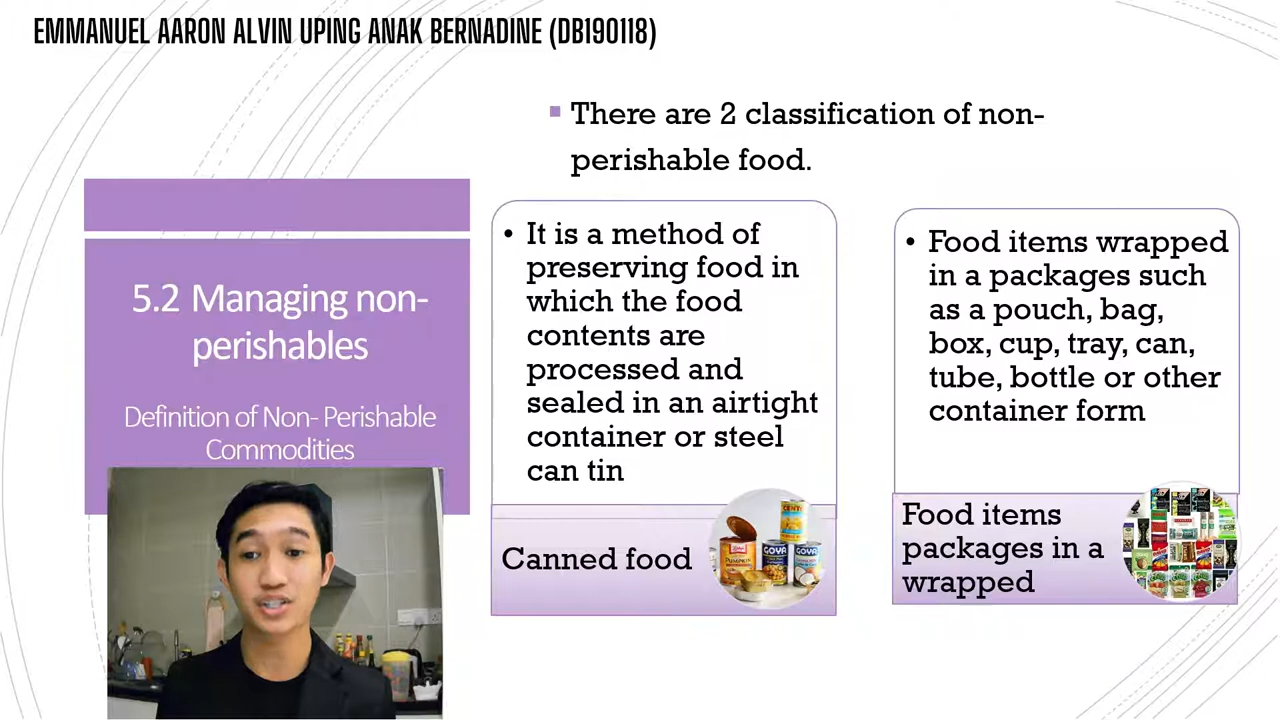 EMMANUEL AARON ALVIN UPING ANAK BERNADINE (DB190118)
There are 2 classification of non-
perishable food.
5.2 Managing non-
perishables
Definition of Non- Perishable
Commodities
• It is a method of
preserving food in
which the food
contents are
processed and
sealed in an airtight
container or steel
can tin
Canned food
• Food items wrapped
in a packages such
as a pouch, bag,
box, cup, tray, can,
tube, bottle or other
container form
Food items
packages in a
wrapped
GOYA
GOYA